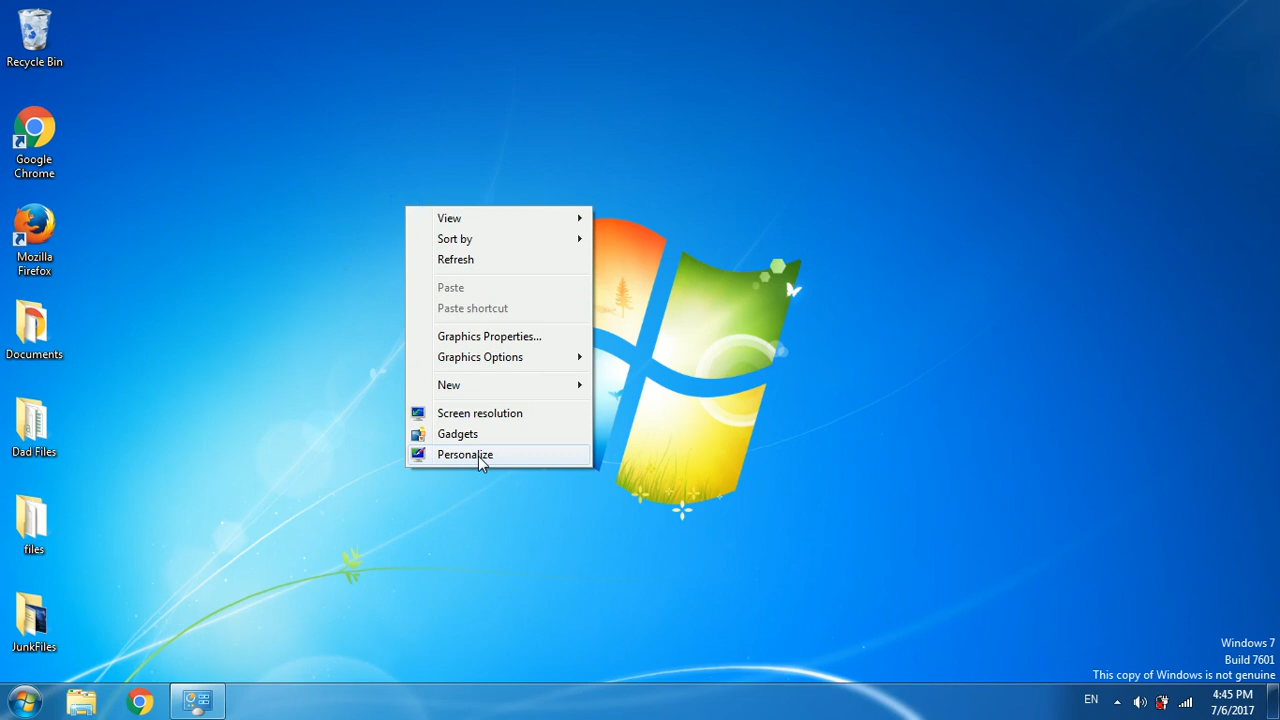 Recycle Bin
Google
Chrome
Mozilla
Firefox
Documents
Dad Files
files
JunkFiles
View
Sort by
Refresh
Paste
Paste shortcut
Graphics Properties...
Graphics Options
New
Screen resolution
Gadgets
Personalize
Windows 7
Build 7601
This copy of Windows is not genuine
EN
4:45 PM
7/6/2017